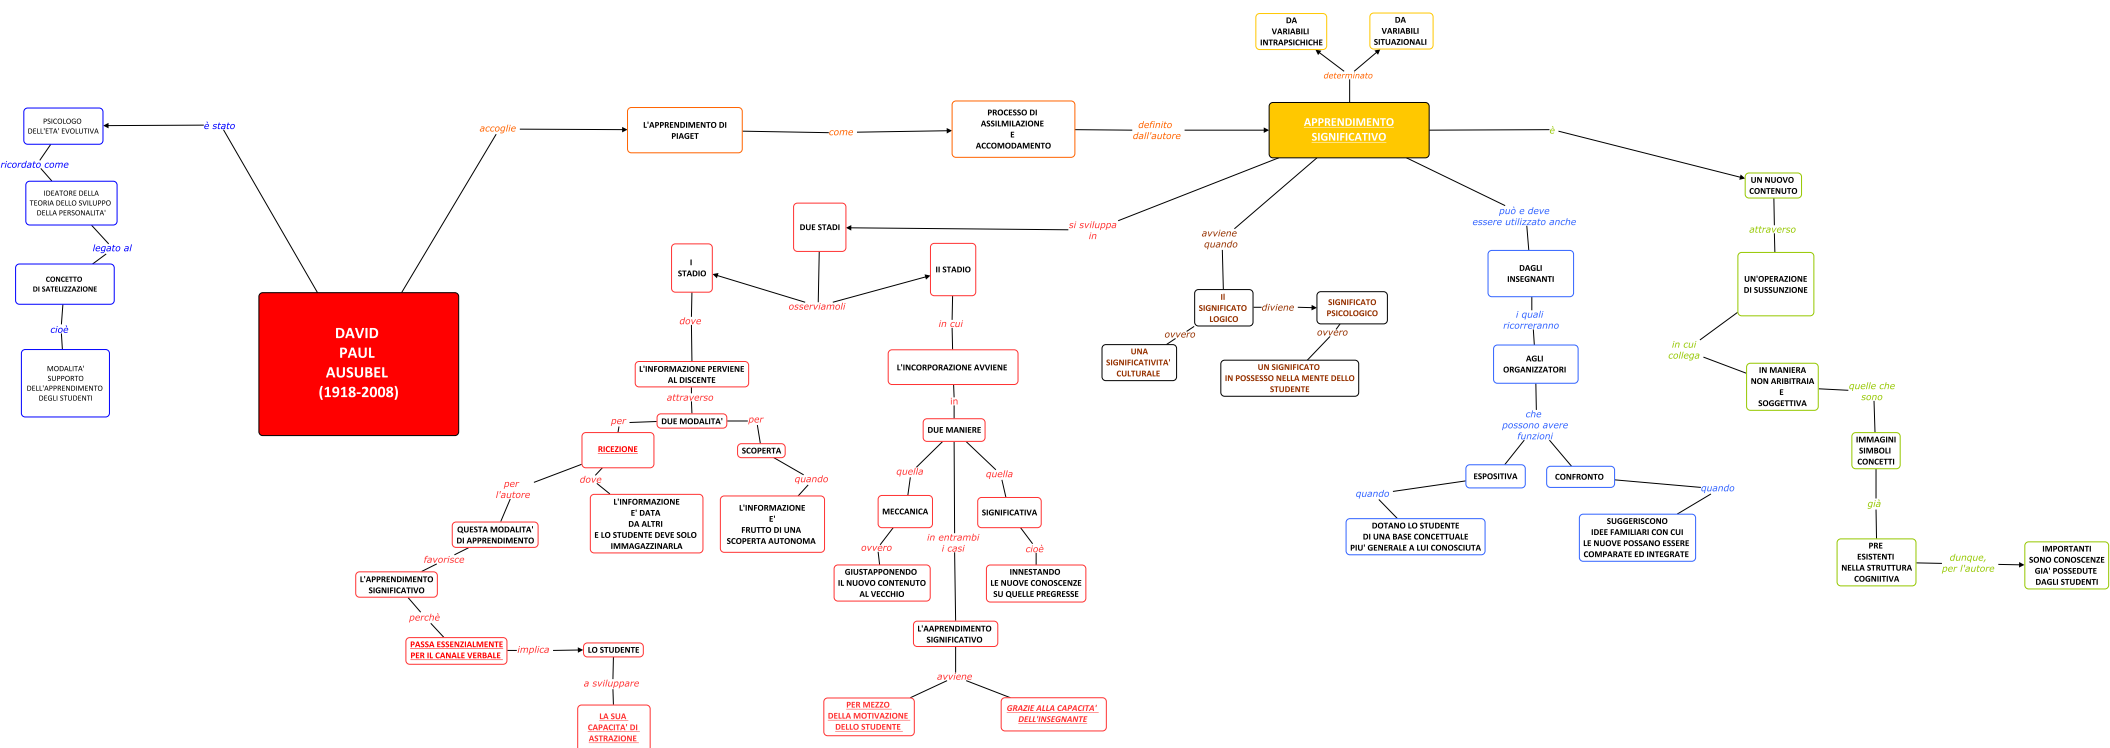 DAVID
PAUL
AUSUBEL
(1918-2008)
è stato
PSICOLOGO
DELL'ETA' EVOLUTIVA
ricordato come
IDEATORE DELLA
TEORIA DELLO SVILUPPO
DELLA PERSONALITA'
legato al
CONCETTO
DI SATELIZZAZIONE
cioè
MODALITA'
SUPPORTO
DELL'APPRENDIMENTO
DEGLI STUDENTI
accoglie
L'APPRENDIMENTO DI
PIAGET
come
PROCESSO DI
ASSILMILAZIONE
E
ACCOMODAMENTO
definito
dall'autore
APPRENDIMENTO
SIGNIFICATIVO
determinato
DA
VARIABILI
INTRAPSICHICHE
DA
VARIABILI
SITUAZIONALI
si sviluppa
in
DUE STADI
osserviamoli
I
STADIO
dove
L'INFORMAZIONE PERVIENE
AL DISCENTE
attraverso
DUE MODALITA'
per
RICEZIONE
per
l'autore
QUESTA MODALITA'
DI APPRENDIMENTO
favorisce
L'APPRENDIMENTO
SIGNIFICATIVO
perchè
PASSA ESSENZIALMENTE
PER IL CANALE VERBALE
implica
LO STUDENTE
a sviluppare
LA SUA
CAPACITA' DI
ASTRAZIONE
dove
L'INFORMAZIONE
E' DATA
DA ALTRI
E LO STUDENTE DEVE SOLO
IMMAGAZZINARLA
per
SCOPERTA
quando
L'INFORMAZIONE
E'
FRUTTO DI UNA
SCOPERTA AUTONOMA
II STADIO
in cui
L'INCORPORAZIONE AVVIENE
in
DUE MANIERE
quella
MECCANICA
ovvero
GIUSTAPPONENDO
IL NUOVO CONTENUTO
AL VECCHIO
quella
SIGNIFICATIVA
cioè
INNESTANDO
LE NUOVE CONOSCENZE
SU QUELLE PREGRESSE
in entrambi
i casi
L'AAPRENDIMENTO
SIGNIFICATIVO
avviene
PER MEZZO
DELLA MOTIVAZIONE
DELLO STUDENTE
GRAZIE ALLA CAPACITA'
DELL'INSEGNANTE
avviene
quando
Il
SIGNIFICATO
LOGICO
ovvero
UNA
SIGNIFICATIVITA'
CULTURALE
diviene
SIGNIFICATO
PSICOLOGICO
ovvero
UN SIGNIFICATO
IN POSSESSO NELLA MENTE DELLO
STUDENTE
può e deve
essere utilizzato anche
DAGLI
INSEGNANTI
i quali
ricorreranno
AGLI
ORGANIZZATORI
che
possono avere
funzioni
ESPOSITIVA
quando
DOTANO LO STUDENTE
DI UNA BASE CONCETTUALE
PIU' GENERALE A LUI CONOSCIUTA
CONFRONTO
quando
SUGGERISCONO
IDEE FAMILIARI CON CUI
LE NUOVE POSSANO ESSERE
COMPARATE ED INTEGRATE
è
UN NUOVO
CONTENUTO
attraverso
UN'OPERAZIONE
DI SUSSUNZIONE
in cui
collega
IN MANIERA
NON ARIBITRAIA
E
SOGGETTIVA
quelle che
sono
IMMAGINI
SIMBOLI
CONCETTI
già
PRE
ESISTENTI
NELLA STRUTTURA
COGNIITIVA
dunque,
per l'autore
IMPORTANTI
SONO CONOSCENZE
GIA' POSSEDUTE
DAGLI STUDENTI